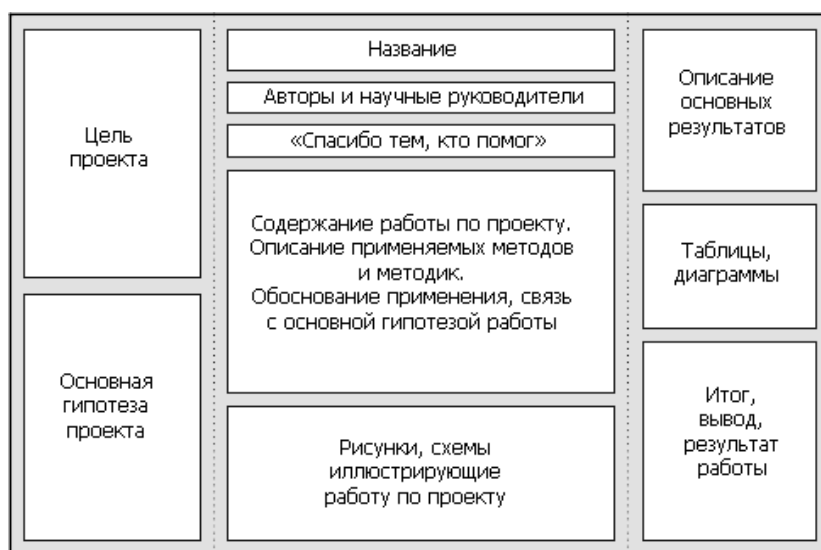 Цель
проекта
Основная
гипотеза
проекта
Название
Авторы и научные руководители
«Спасибо тем, кто помог»
Содержание работы по проекту.
Описание применяемых методов
и методик.
Обоснование применения, связь
с основной гипотезой работы
Рисунки, схемы
иллюстрирующие
работу по проекту
Описание
основных
результатов
Таблицы,
диаграммы
Итог,
вывод,
результат
работы